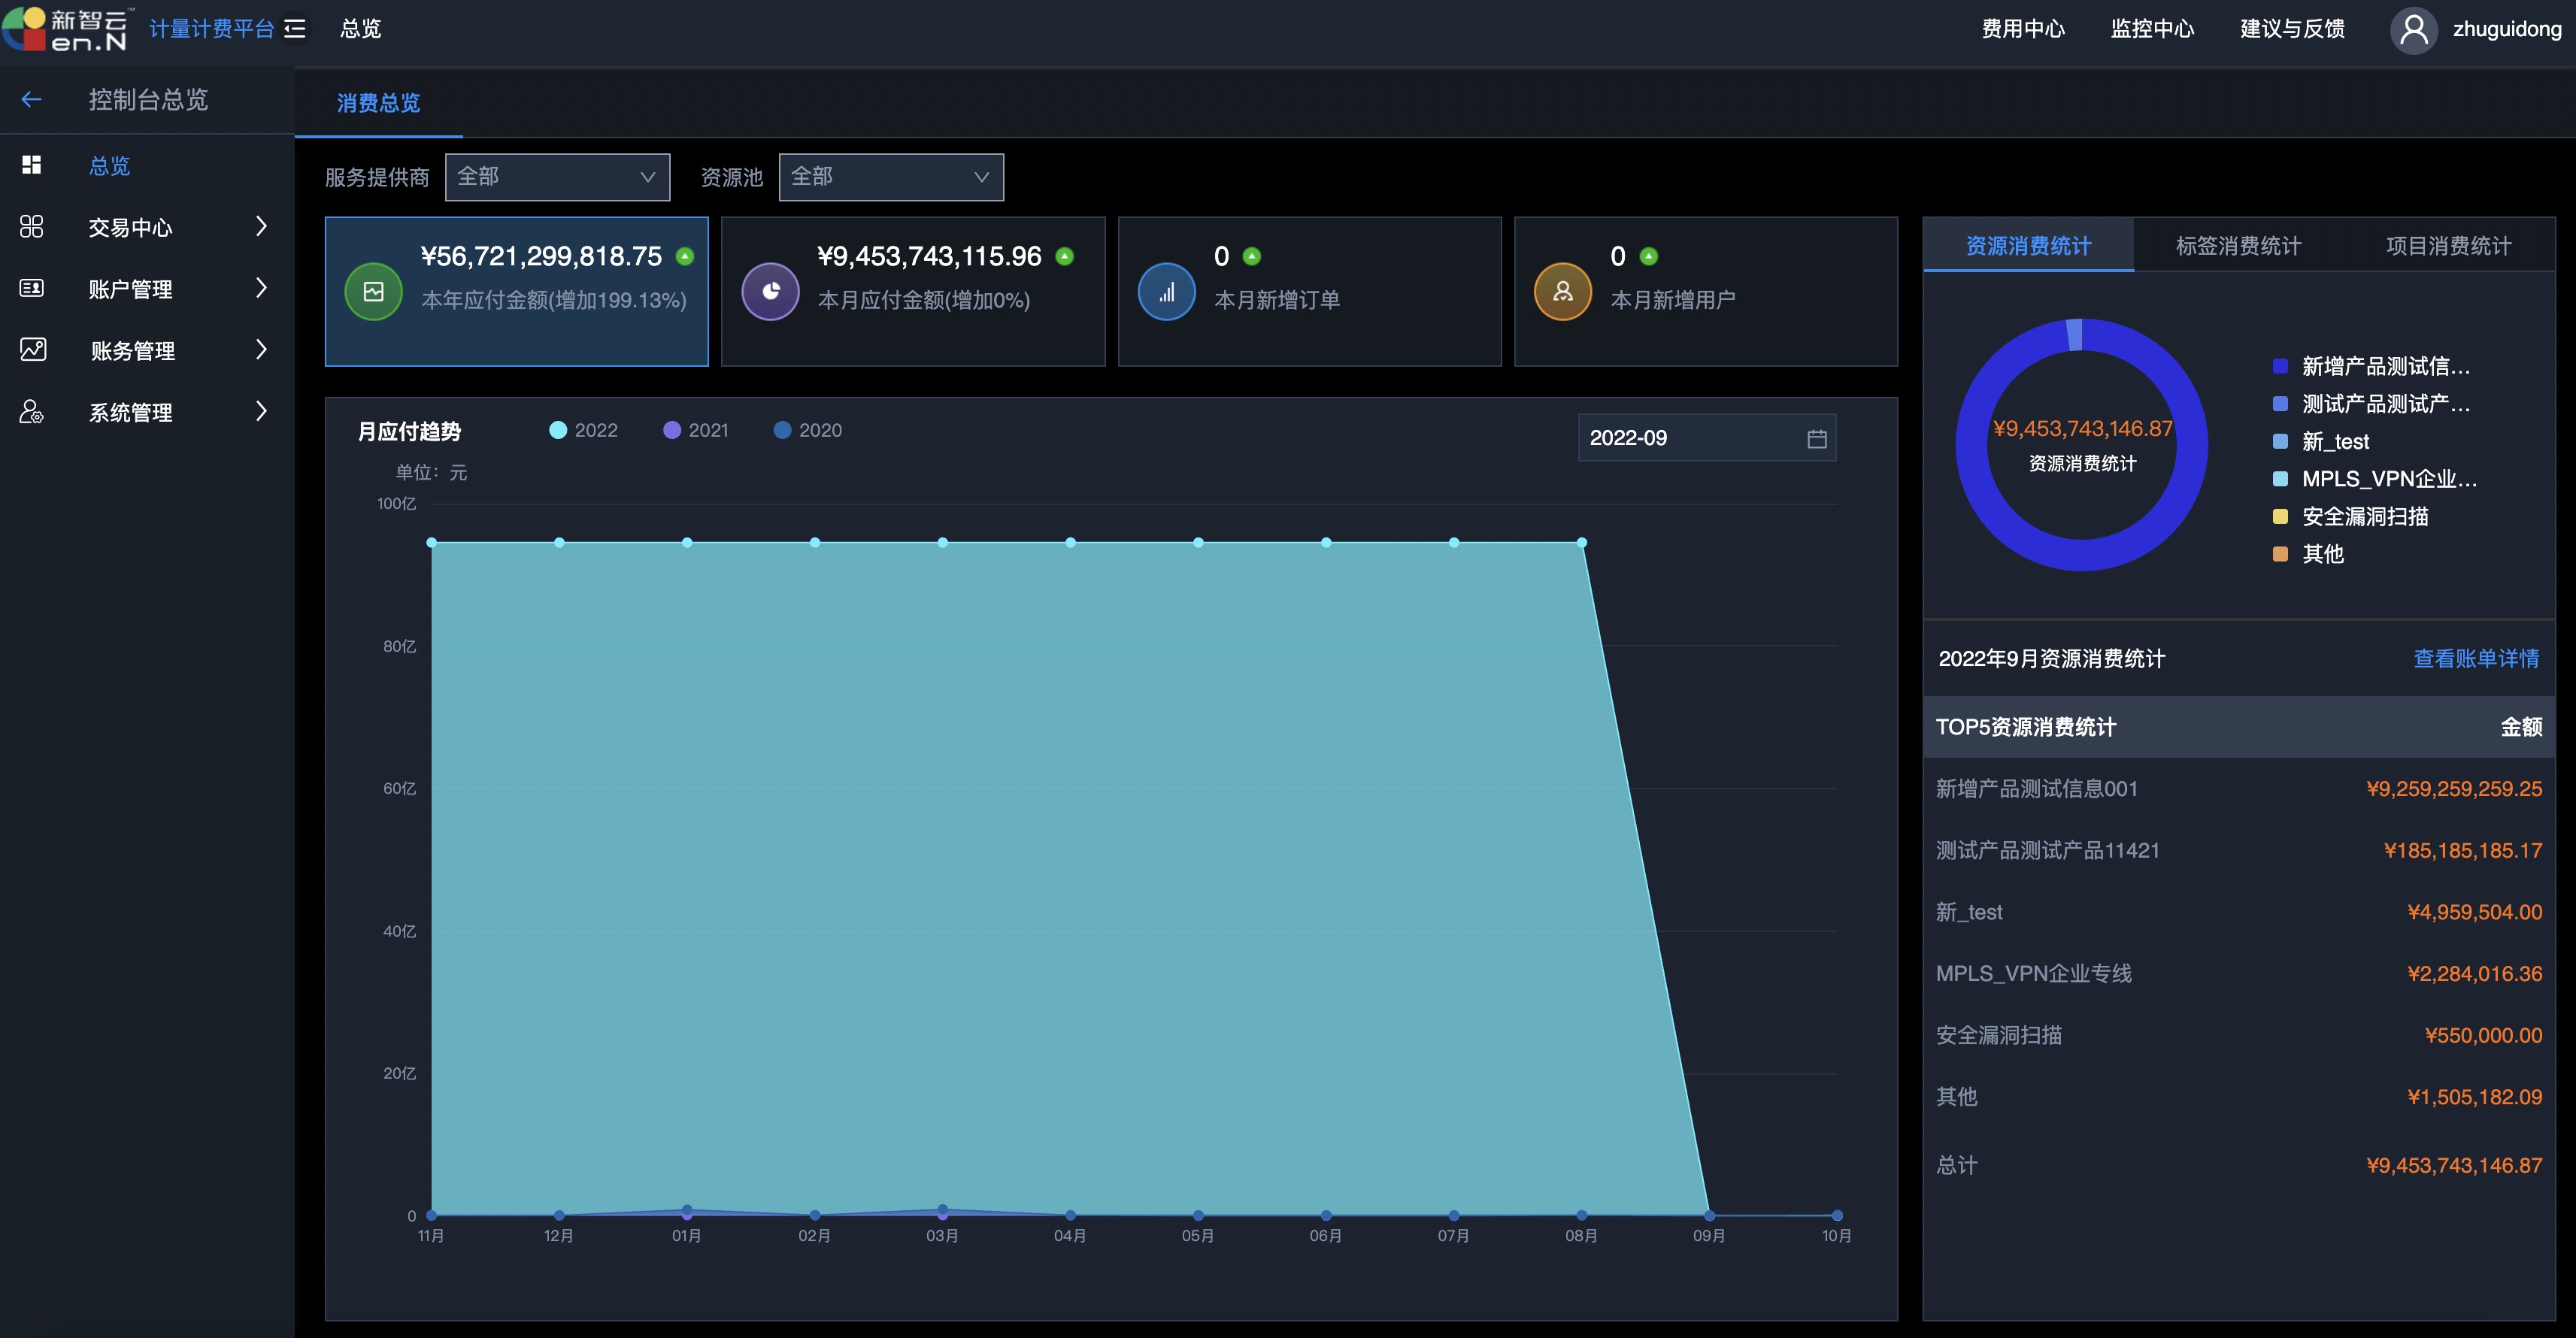 新智云™
en.N
计量计费平台
总览
费用中心
监控中心
建议与反馈
zhuguidong
控制台总览
总览
交易中心
账户管理
账务管理
系统管理
消费总览
服务提供商 全部
资源池 全部
¥56,721,299,818.75
本年应付金额(增加199.13%)
¥9,453,743,115.96
本月应付金额(增加0%)
0
本月新增订单
0
本月新增用户
月应付趋势
2022
2021
2020
2022-09
单位：元
100亿
80亿
60亿
40亿
20亿
0
11月 12月 01月 02月 03月 04月 05月 06月 07月 08月 09月 10月
资源消费统计
标签消费统计
项目消费统计
¥9,453,743,146.87
资源消费统计
新增产品测试信...
测试产品测试产...
新_test
MPLS_VPN企业...
安全漏洞扫描
其他
2022年9月资源消费统计 查看账单详情
TOP5资源消费统计 金额
新增产品测试信息001 ¥9,259,259,259.25
测试产品测试产品11421 ¥185,185,185.17
新_test ¥4,959,504.00
MPLS_VPN企业专线 ¥2,284,016.36
安全漏洞扫描 ¥550,000.00
其他 ¥1,505,182.09
总计 ¥9,453,743,146.87